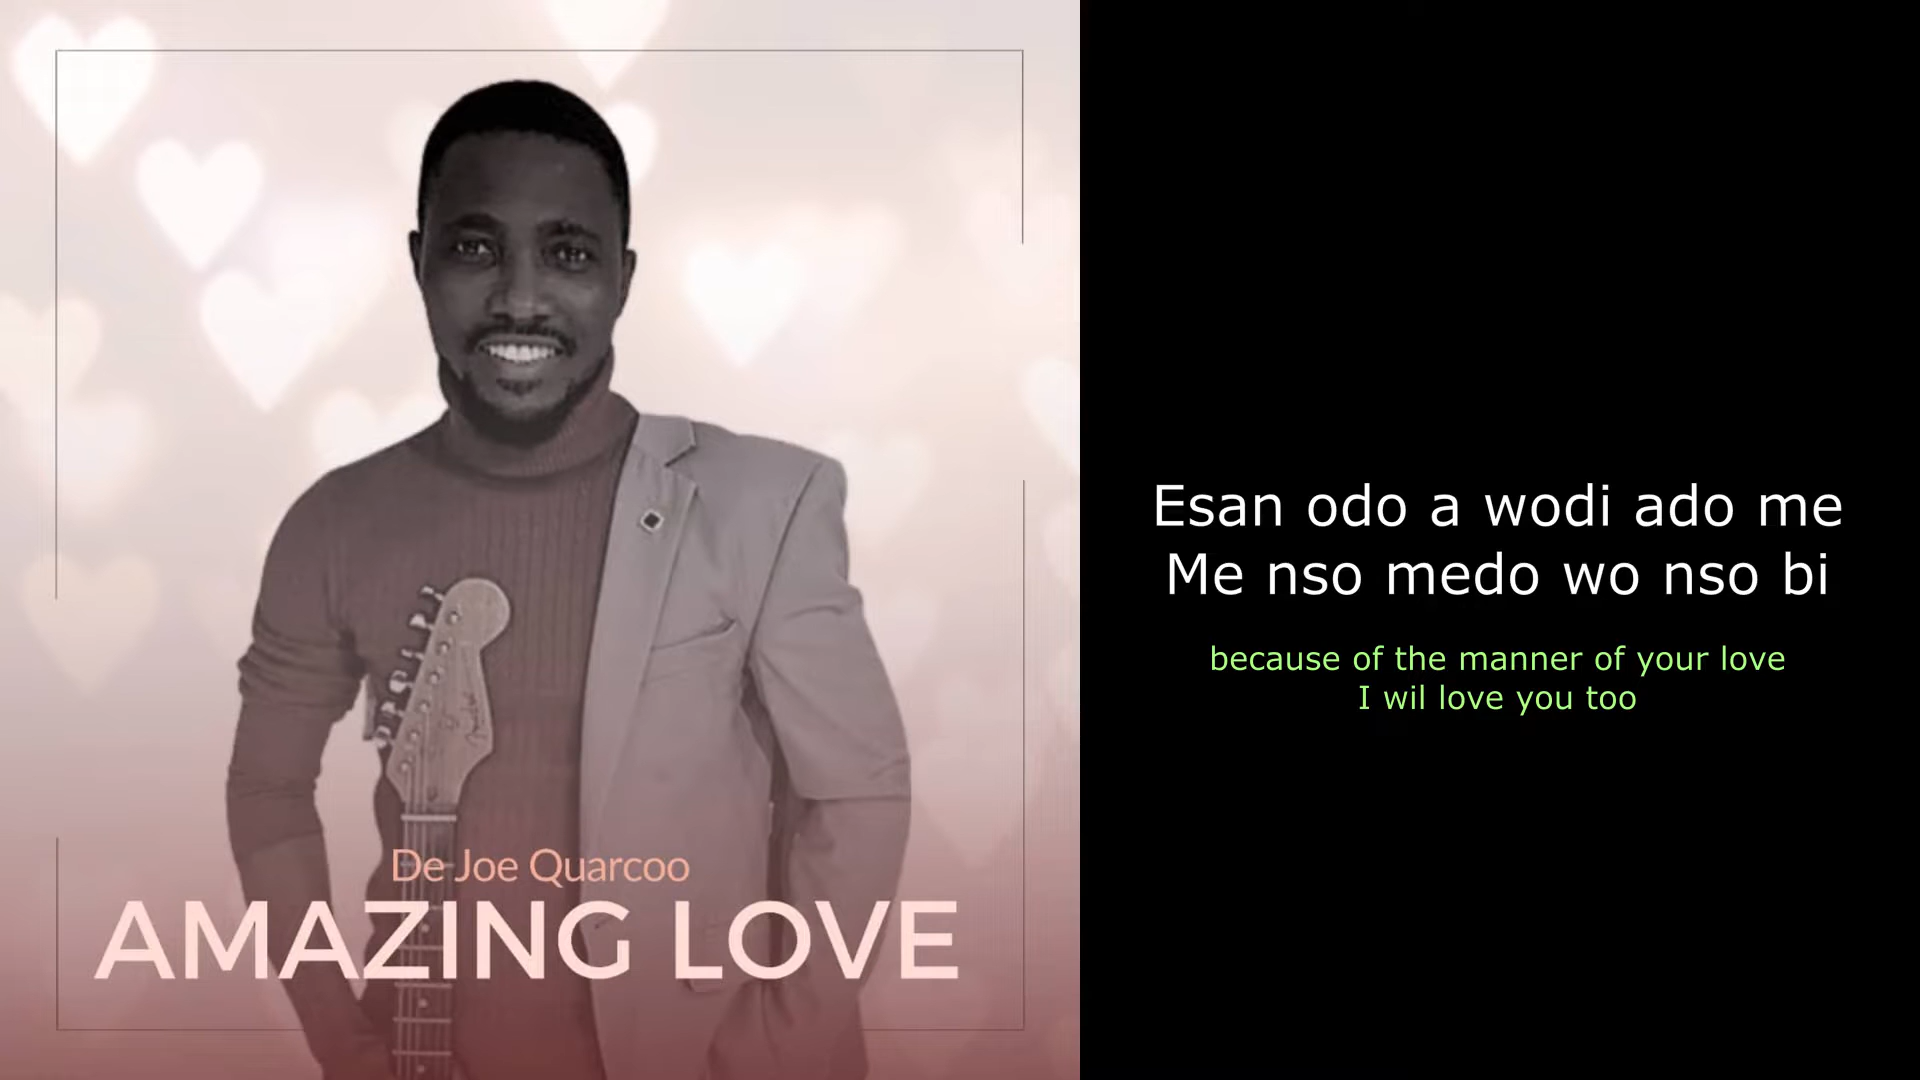 De Joe Quarcoo
AMAZING LOVE
Esan odo a wodi ado me
Me nso medo wo nso bi
because of the manner of your love
I wil love you too